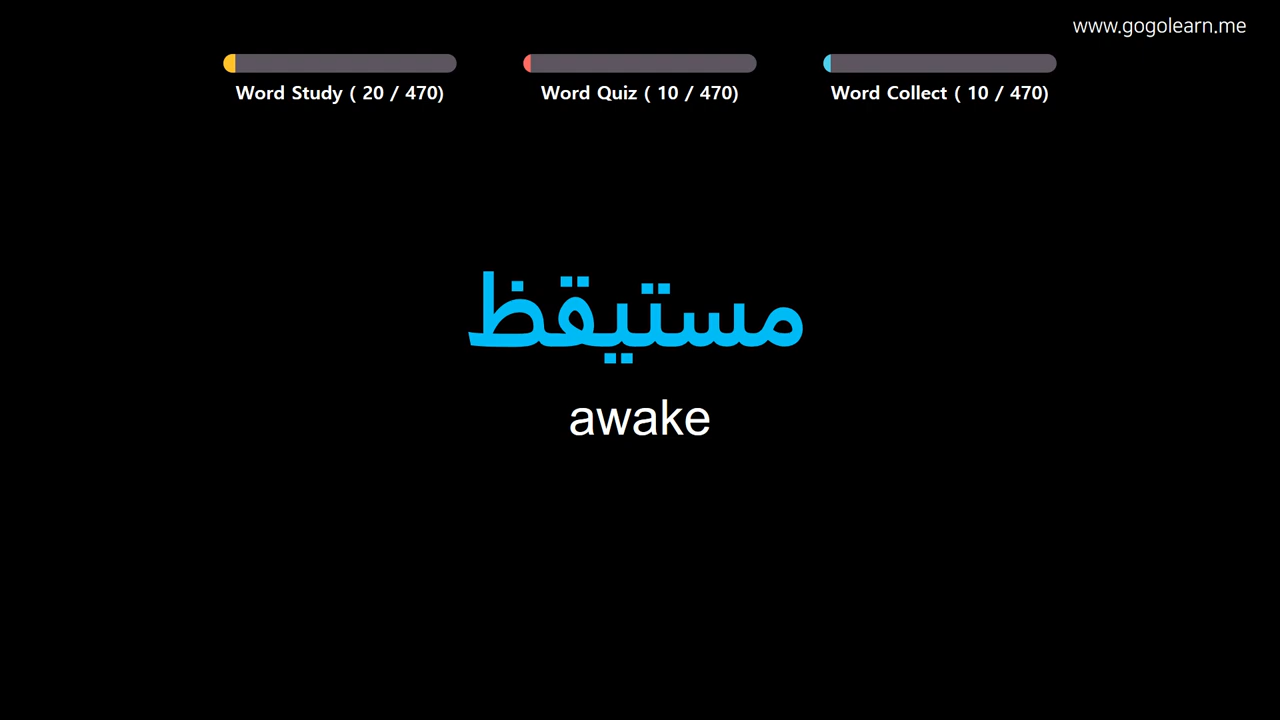 www.gogolearn.me
Word Study ( 20 / 470)
Word Quiz ( 10 / 470)
Word Collect ( 10 / 470)
مستيقظ
awake